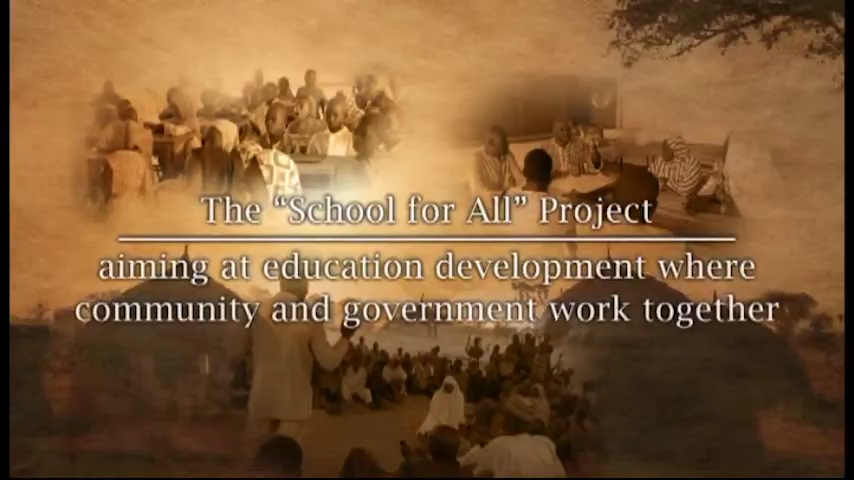 The “School for All” Project
aiming at education development where
community and government work together